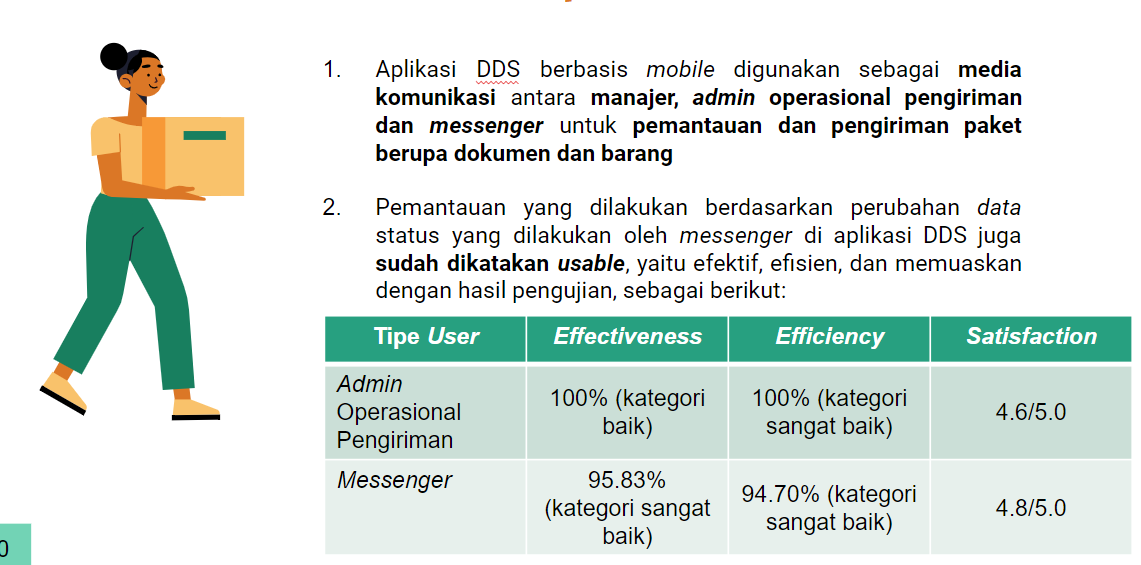 1. Aplikasi DDS berbasis mobile digunakan sebagai media
komunikasi antara manajer, admin operasional pengiriman
dan messenger untuk pemantauan dan pengiriman paket
berupa dokumen dan barang
2. Pemantauan yang dilakukan berdasarkan perubahan data
status yang dilakukan oleh messenger di aplikasi DDS juga
sudah dikatakan usable, yaitu efektif, efisien, dan memuaskan
dengan hasil pengujian, sebagai berikut:
Tipe User Effectiveness Efficiency Satisfaction
Admin
Operasional
Pengiriman
100% (kategori
baik)
100% (kategori
sangat baik)
4.6/5.0
Messenger
95.83%
(kategori sangat
baik)
94.70% (kategori
sangat baik)
4.8/5.0